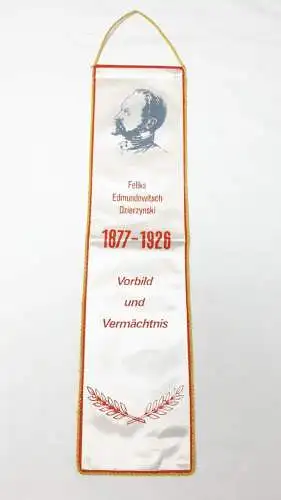 Feliks
Edmundowitsch
Dzierzynski
1877-1926
Vorbild
und
Vermächtnis